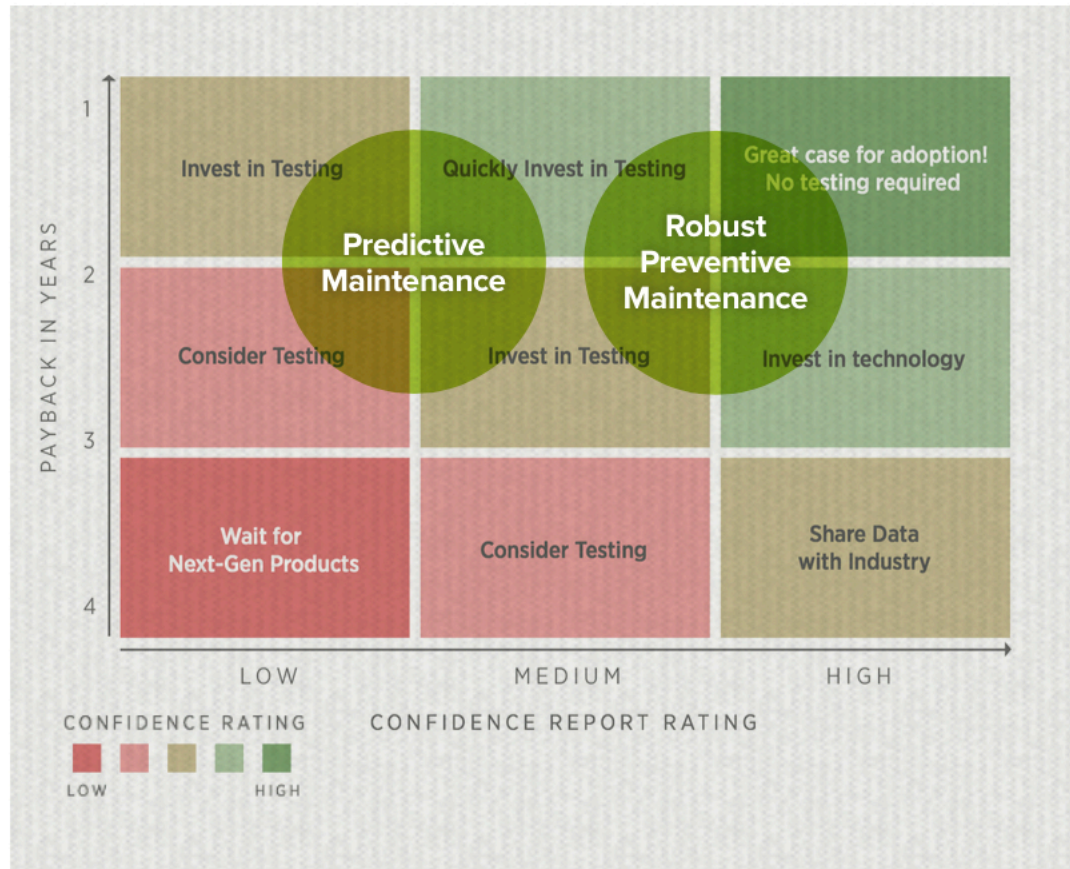 1
Invest in Testing
Quickly Invest in Testing
Great case for adoption!
No testing required
PAYBACK IN YEARS
Predictive
Maintenance
Robust
Preventive
Maintenance
2
Consider Testing
Invest in Testing
Invest in technology
3
Wait for
Next-Gen Products
Consider Testing
Share Data
with Industry
4
LOW
MEDIUM
HIGH
CONFIDENCE RATING
CONFIDENCE REPORT RATING
LOW
HIGH